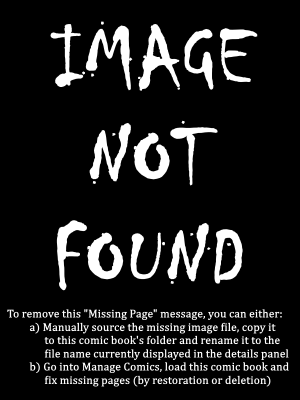 IMAGE
NOT
FOUND
To remove this "Missing Page" message, you can either:
a) Manually source the missing image file, copy it
to this comic book's folder and rename it to the
file name currently displayed in the details panel
b) Go into Manage Comics, load this comic book and
fix missing pages (by restoration or deletion)